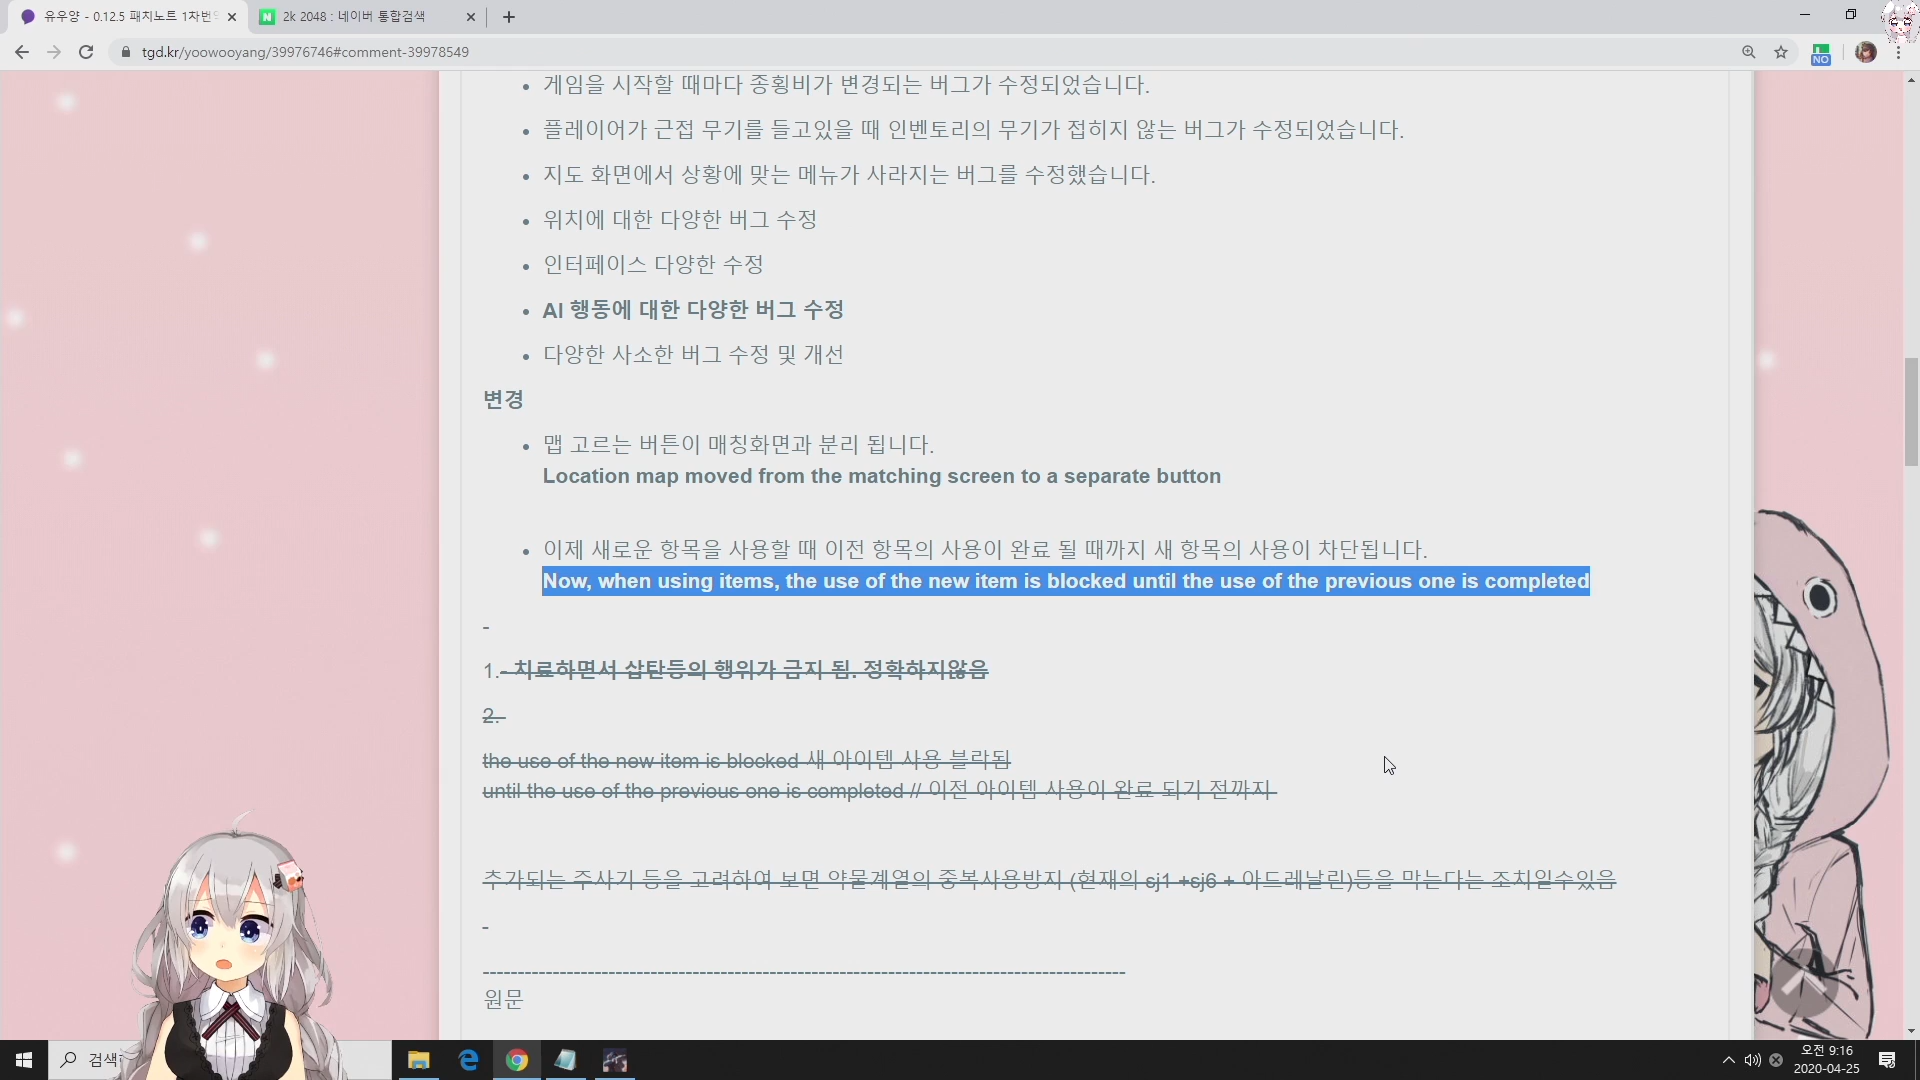 유우양 - 0.12.5 패치노트 1차번
2k 2048 : 네이버 통합검색
tgd.kr/yoowooyang/39976746#comment-39978549
NO
• 게임을 시작할 때마다 종횡비가 변경되는 버그가 수정되었습니다.
• 플레이어가 근접 무기를 들고있을 때 인벤토리의 무기가 접히지 않는 버그가 수정되었습니다.
• 지도 화면에서 상황에 맞는 메뉴가 사라지는 버그를 수정했습니다.
• 위치에 대한 다양한 버그 수정
• 인터페이스 다양한 수정
• AI 행동에 대한 다양한 버그 수정
• 다양한 사소한 버그 수정 및 개선
변경
• 맵 고르는 버튼이 매칭화면과 분리 됩니다.
Location map moved from the matching screen to a separate button
• 이제 새로운 항목을 사용할 때 이전 항목의 사용이 완료 될 때까지 새 항목의 사용이 차단됩니다.
Now, when using items, the use of the new item is blocked until the use of the previous one is completed
-
1.- 치료하면서 삽탄등의 행위가 금지 됨. 정확하지않음
2.
the use of the new item is blocked 새 아이템 사용 블락됨
until the use of the previous one is completed // 이전 아이템 사용이 완료 되기 전까지
추가되는 주사기 등을 고려하여 보면 약물계열의 중복사용방지 (현재의 sj1 +sj6 + 아드레날린)등을 막는다는 조치일수있음
-
--------------------------------------------------------------------------------------------
원문
검색
오전 9:16
2020-04-25